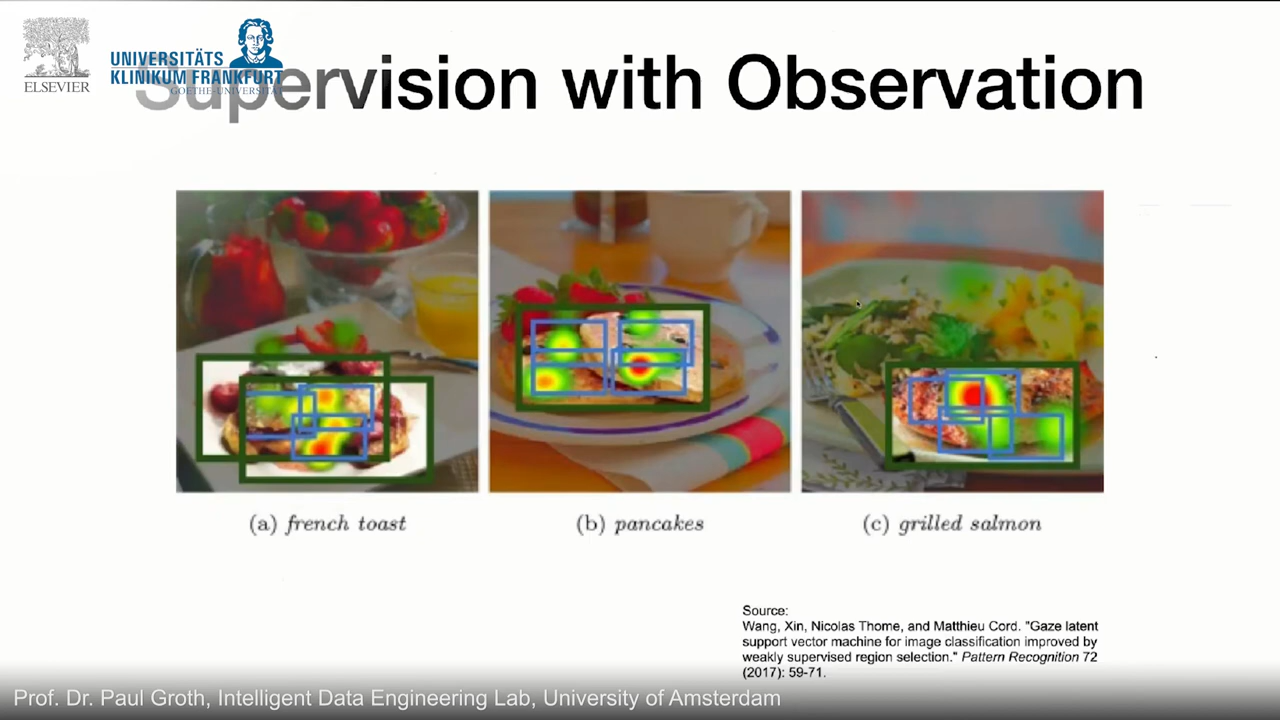 ELSEVIER
UNIVERSITÄTS
KLINIKUM FRANKFURT
GOETHE-UNIVERSITÄT
Supervision with Observation
(a) french toast
(b) pancakes
(c) grilled salmon
Source:
Wang, Xin, Nicolas Thome, and Matthieu Cord. "Gaze latent
support vector machine for image classification improved by
weakly supervised region selection." Pattern Recognition 72
(2017): 59-71.
Prof. Dr. Paul Groth, Intelligent Data Engineering Lab, University of Amsterdam